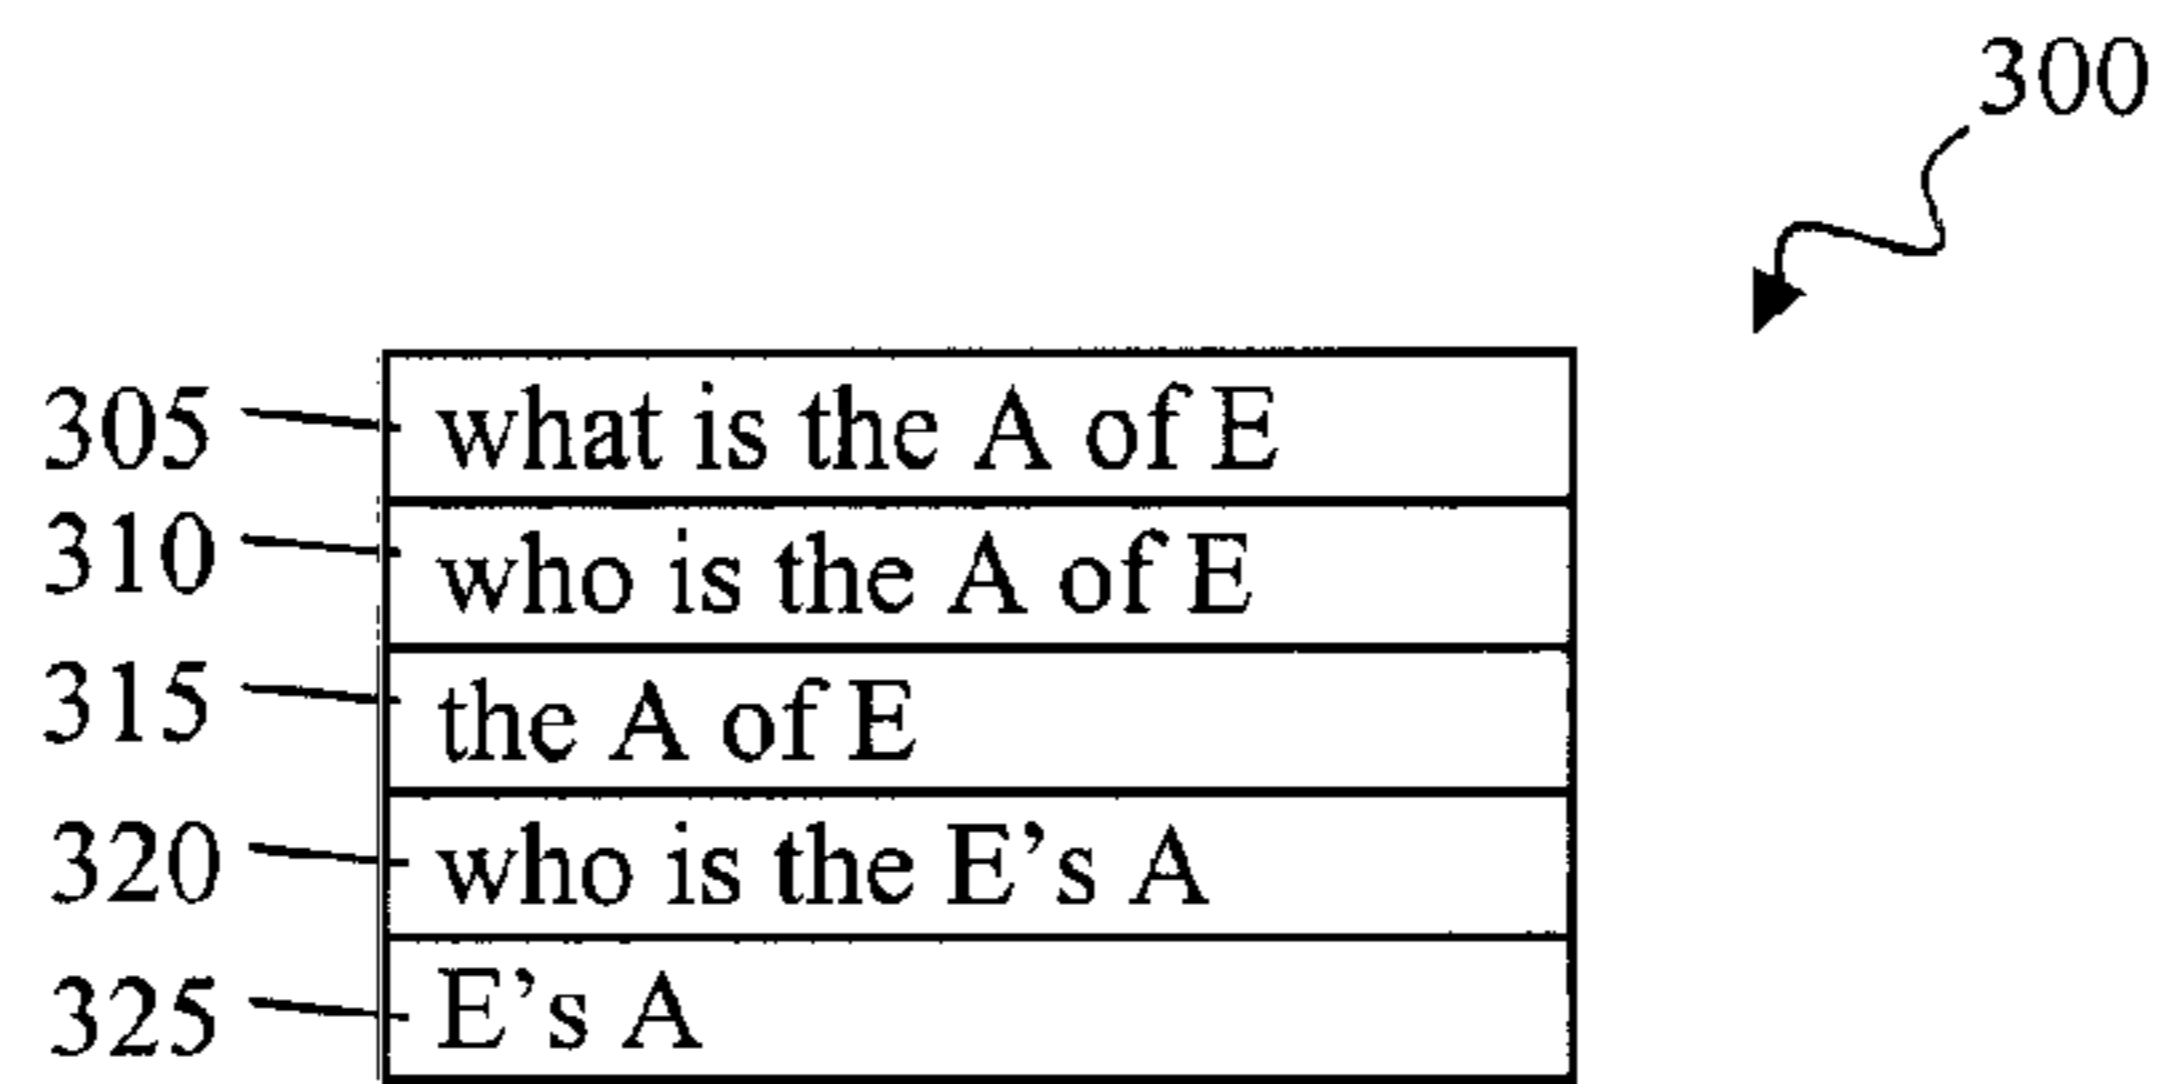 300
305 what is the A of E
310 who is the A of E
315 the A of E
320 who is the E’s A
325 E’s A